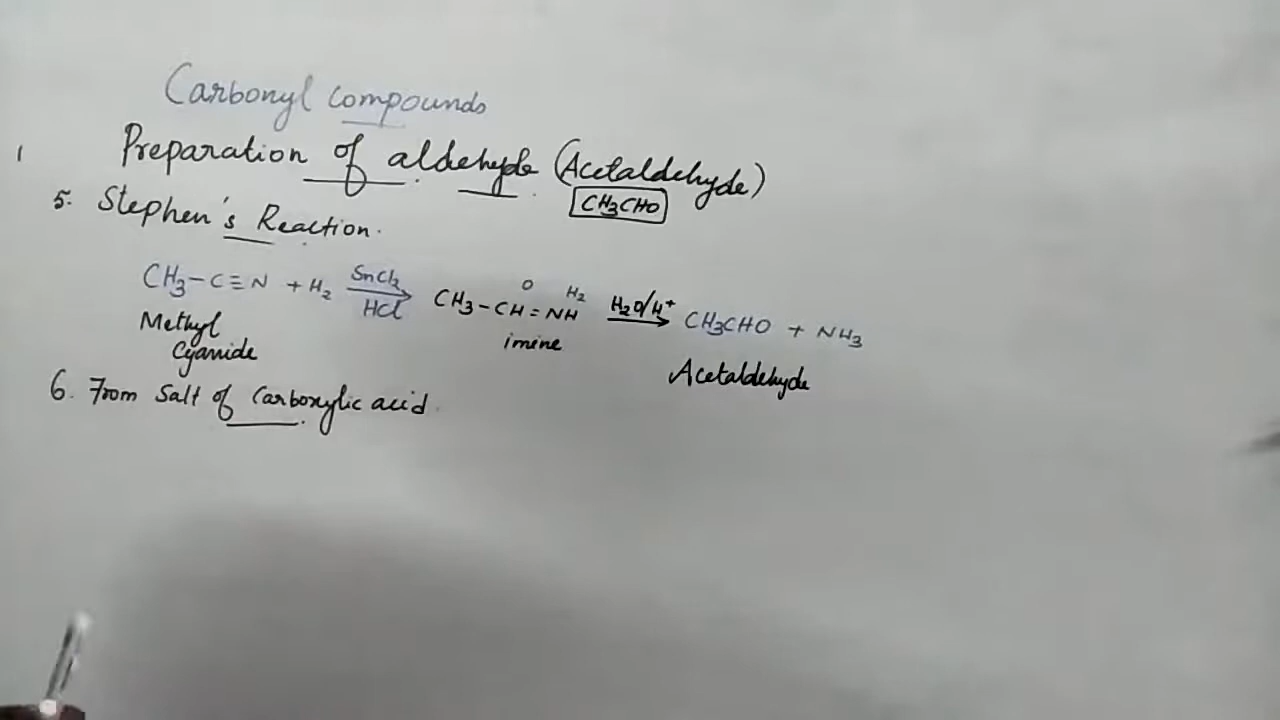 Carbonyl compounds
1 Preparation of aldehyde (Acetaldehyde)
CH₃CHO
5. Stephen's Reaction.
CH₃-C≡N + H₂ SnCl₂ / HCl → CH₃-CH=NH O H₂ H₂O/H⁺ → CH₃CHO + NH₃
Methyl Cyanide imine Acetaldehyde
6. From Salt of Carboxylic acid.